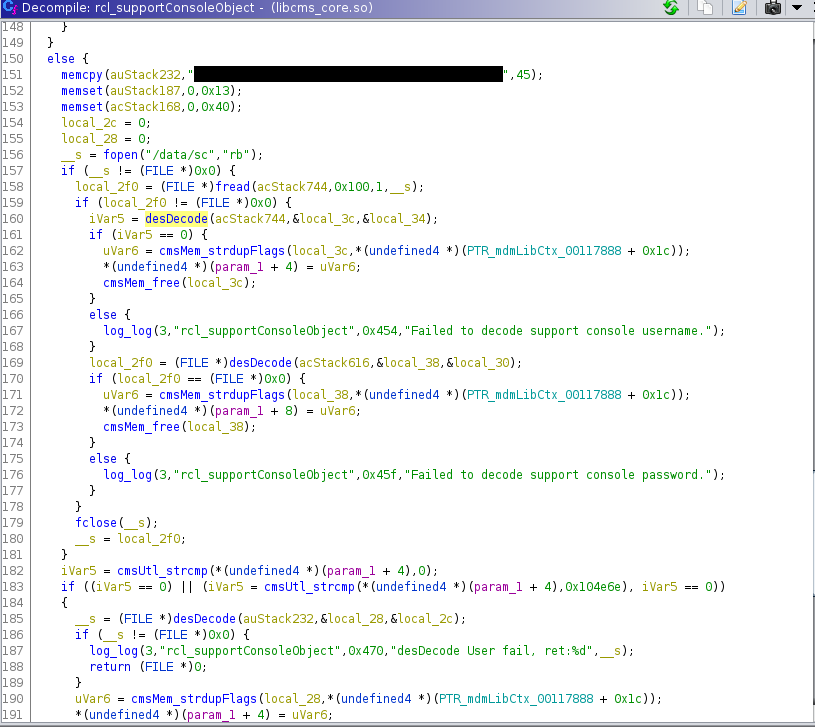 Decompile: rcl_supportConsoleObject - (libcms_core.so)
148 }
149 }
150 else {
151 memcpy(auStack232,"",45);
152 memset(auStack187,0,0x13);
153 memset(acStack168,0,0x40);
154 local_2c = 0;
155 local_28 = 0;
156 __s = fopen("/data/sc","rb");
157 if (__s != (FILE *)0x0) {
158 local_2f0 = (FILE *)fread(acStack744,0x100,1,__s);
159 if (local_2f0 != (FILE *)0x0) {
160 iVar5 = desDecode(acStack744,&local_3c,&local_34);
161 if (iVar5 == 0) {
162 uVar6 = cmsMem_strdupFlags(local_3c,*(undefined4 *)(PTR_mdmLibCtx_00117888 + 0x1c));
163 *(undefined4 *)(param_1 + 4) = uVar6;
164 cmsMem_free(local_3c);
165 }
166 else {
167 log_log(3,"rcl_supportConsoleObject",0x454,"Failed to decode support console username.");
168 }
169 local_2f0 = (FILE *)desDecode(acStack616,&local_38,&local_30);
170 if (local_2f0 == (FILE *)0x0) {
171 uVar6 = cmsMem_strdupFlags(local_38,*(undefined4 *)(PTR_mdmLibCtx_00117888 + 0x1c));
172 *(undefined4 *)(param_1 + 8) = uVar6;
173 cmsMem_free(local_38);
174 }
175 else {
176 log_log(3,"rcl_supportConsoleObject",0x45f,"Failed to decode support console password.");
177 }
178 }
179 fclose(__s);
180 __s = local_2f0;
181 }
182 iVar5 = cmsUtl_strcmp(*(undefined4 *)(param_1 + 4),0);
183 if ((iVar5 == 0) || (iVar5 = cmsUtl_strcmp(*(undefined4 *)(param_1 + 4),0x104e6e), iVar5 == 0))
184 {
185 __s = (FILE *)desDecode(auStack232,&local_28,&local_2c);
186 if (__s != (FILE *)0x0) {
187 log_log(3,"rcl_supportConsoleObject",0x470,"desDecode User fail, ret:%d",__s);
188 return (FILE *)0;
189 }
190 uVar6 = cmsMem_strdupFlags(local_28,*(undefined4 *)(PTR_mdmLibCtx_00117888 + 0x1c));
191 *(undefined4 *)(param_1 + 4) = uVar6;